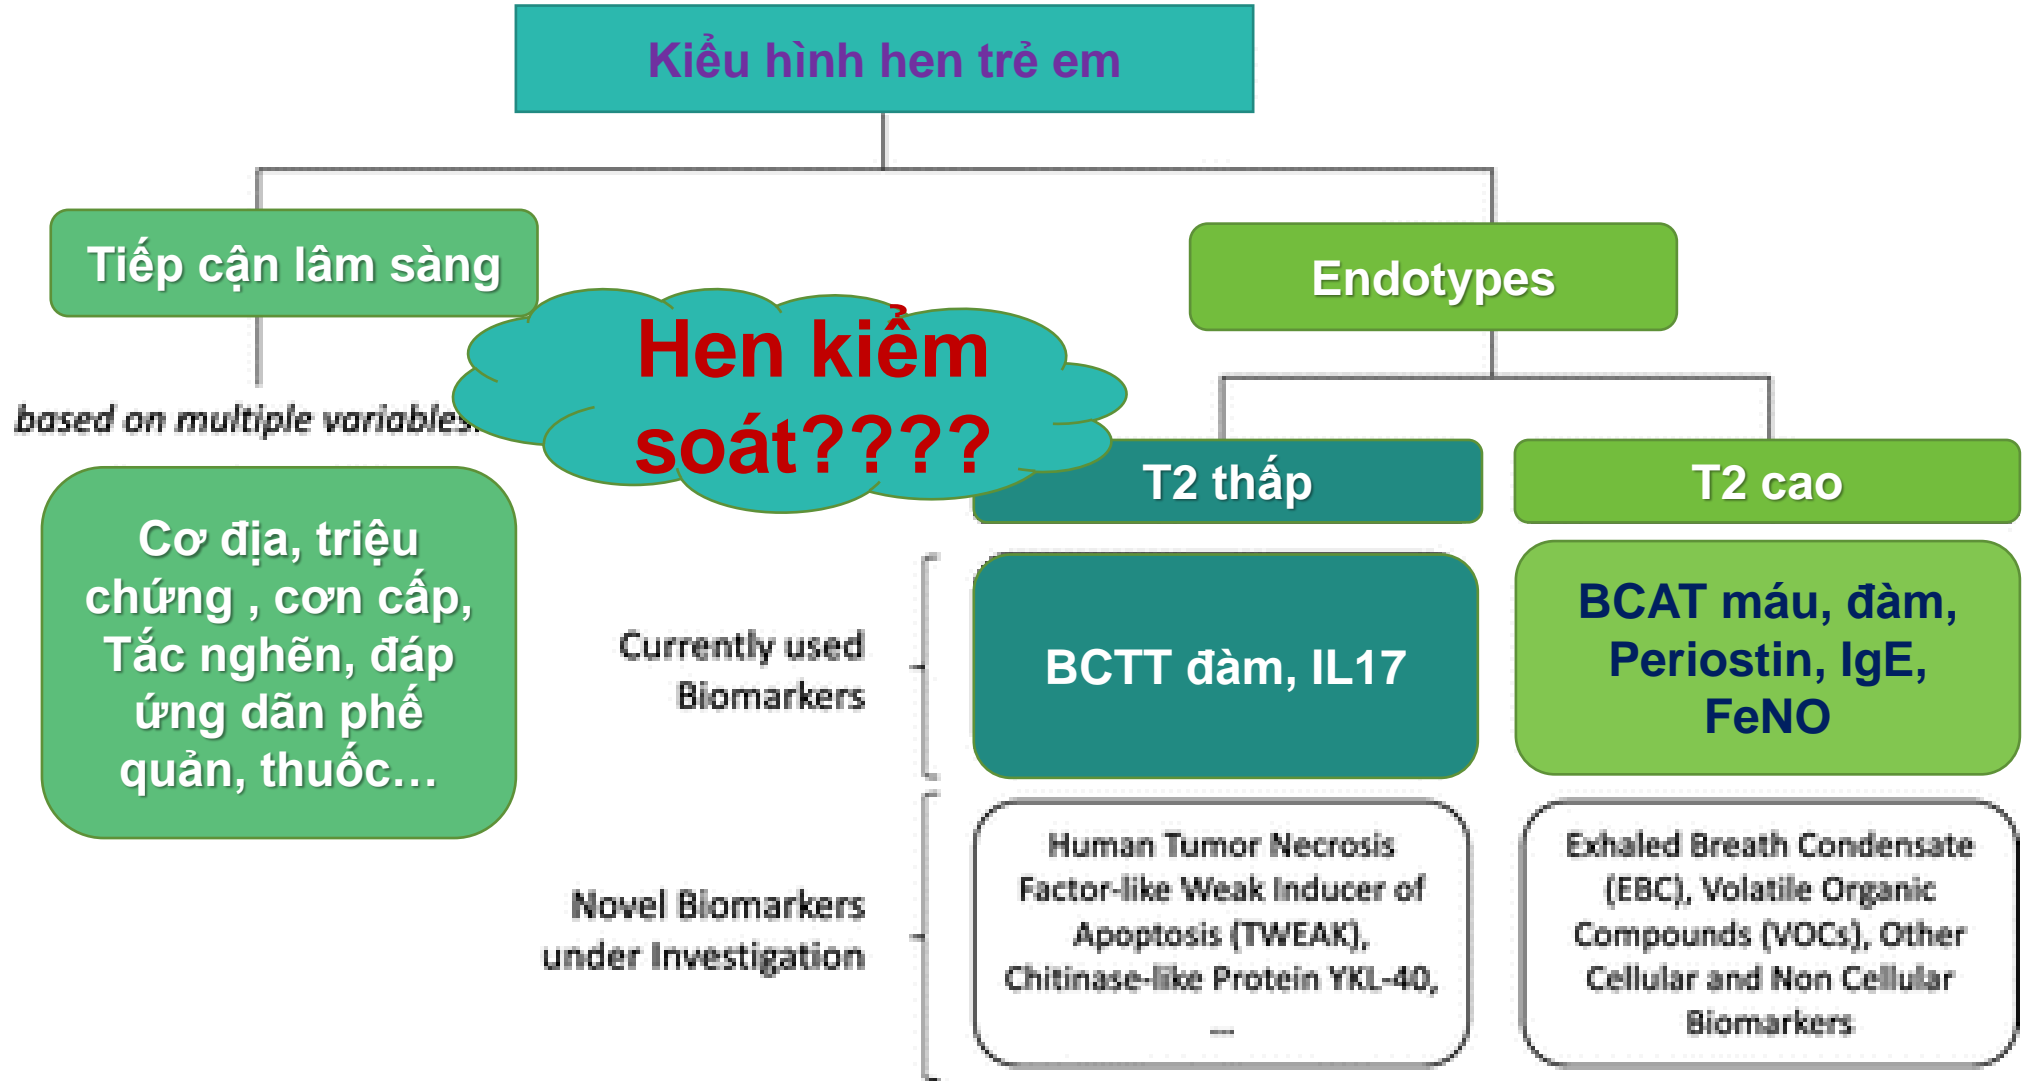 Kiểu hình hen trẻ em
Tiếp cận lâm sàng
Endotypes
Hen kiểm
soát????
based on multiple variables.
T2 thấp
T2 cao
Cơ địa, triệu
chứng , cơn cấp,
Tắc nghẽn, đáp
ứng dãn phế
quản, thuốc...
Currently used
Biomarkers
BCTT đàm, IL17
BCAT máu, đàm,
Periostin, IgE,
FeNO
Novel Biomarkers
under Investigation
Human Tumor Necrosis
Factor-like Weak Inducer of
Apoptosis (TWEAK),
Chitinase-like Protein YKL-40,
...
Exhaled Breath Condensate
(EBC), Volatile Organic
Compounds (VOCs), Other
Cellular and Non Cellular
Biomarkers